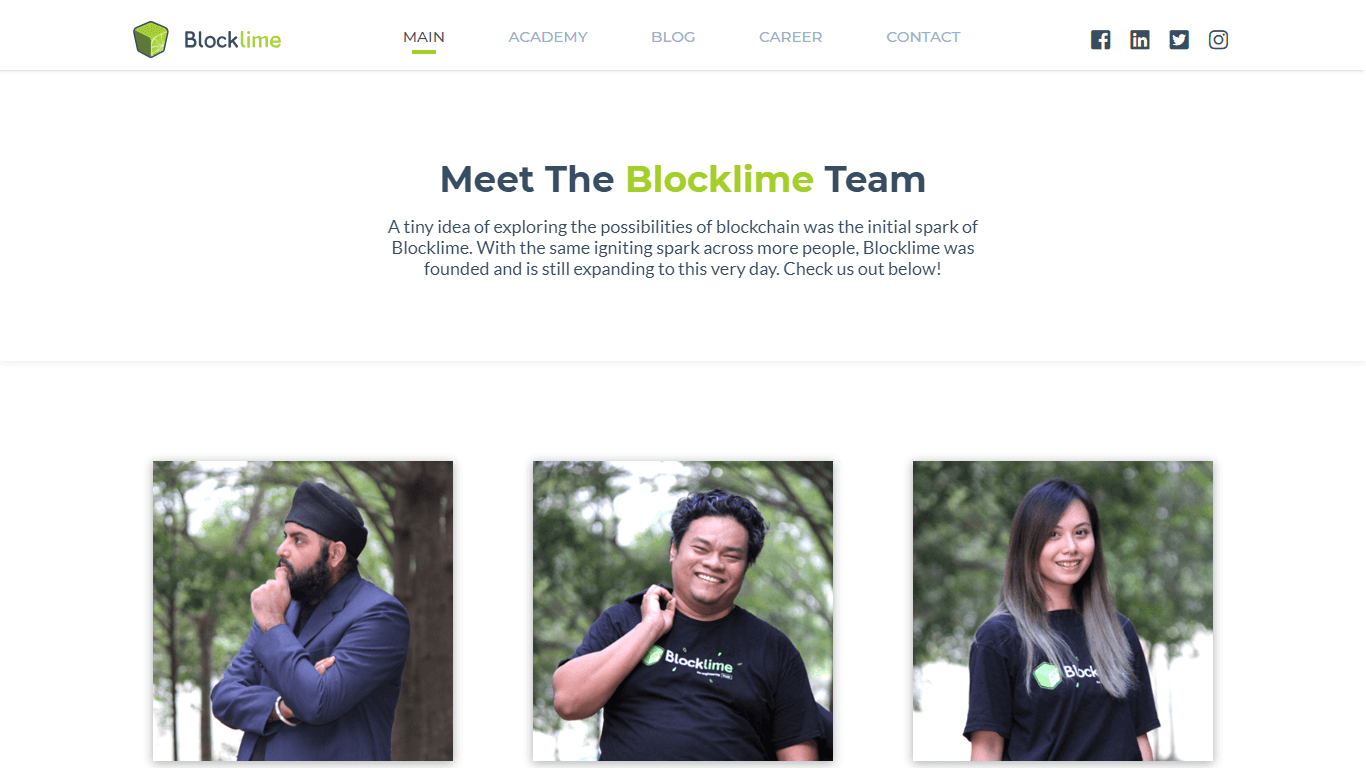 Blocklime
MAIN
ACADEMY
BLOG
CAREER
CONTACT
Meet The Blocklime Team
A tiny idea of exploring the possibilities of blockchain was the initial spark of
Blocklime. With the same igniting spark across more people, Blocklime was
founded and is still expanding to this very day. Check us out below!
Blocklime